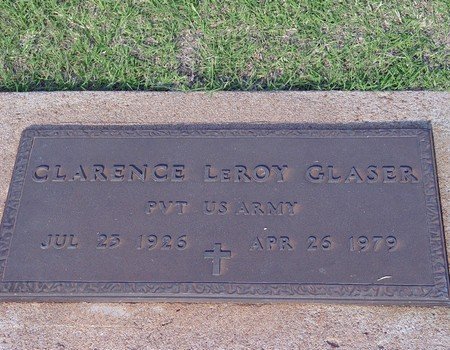 CLARENCE LeROY GLASER
PVT US ARMY
JUL 23 1926 APR 26 1979